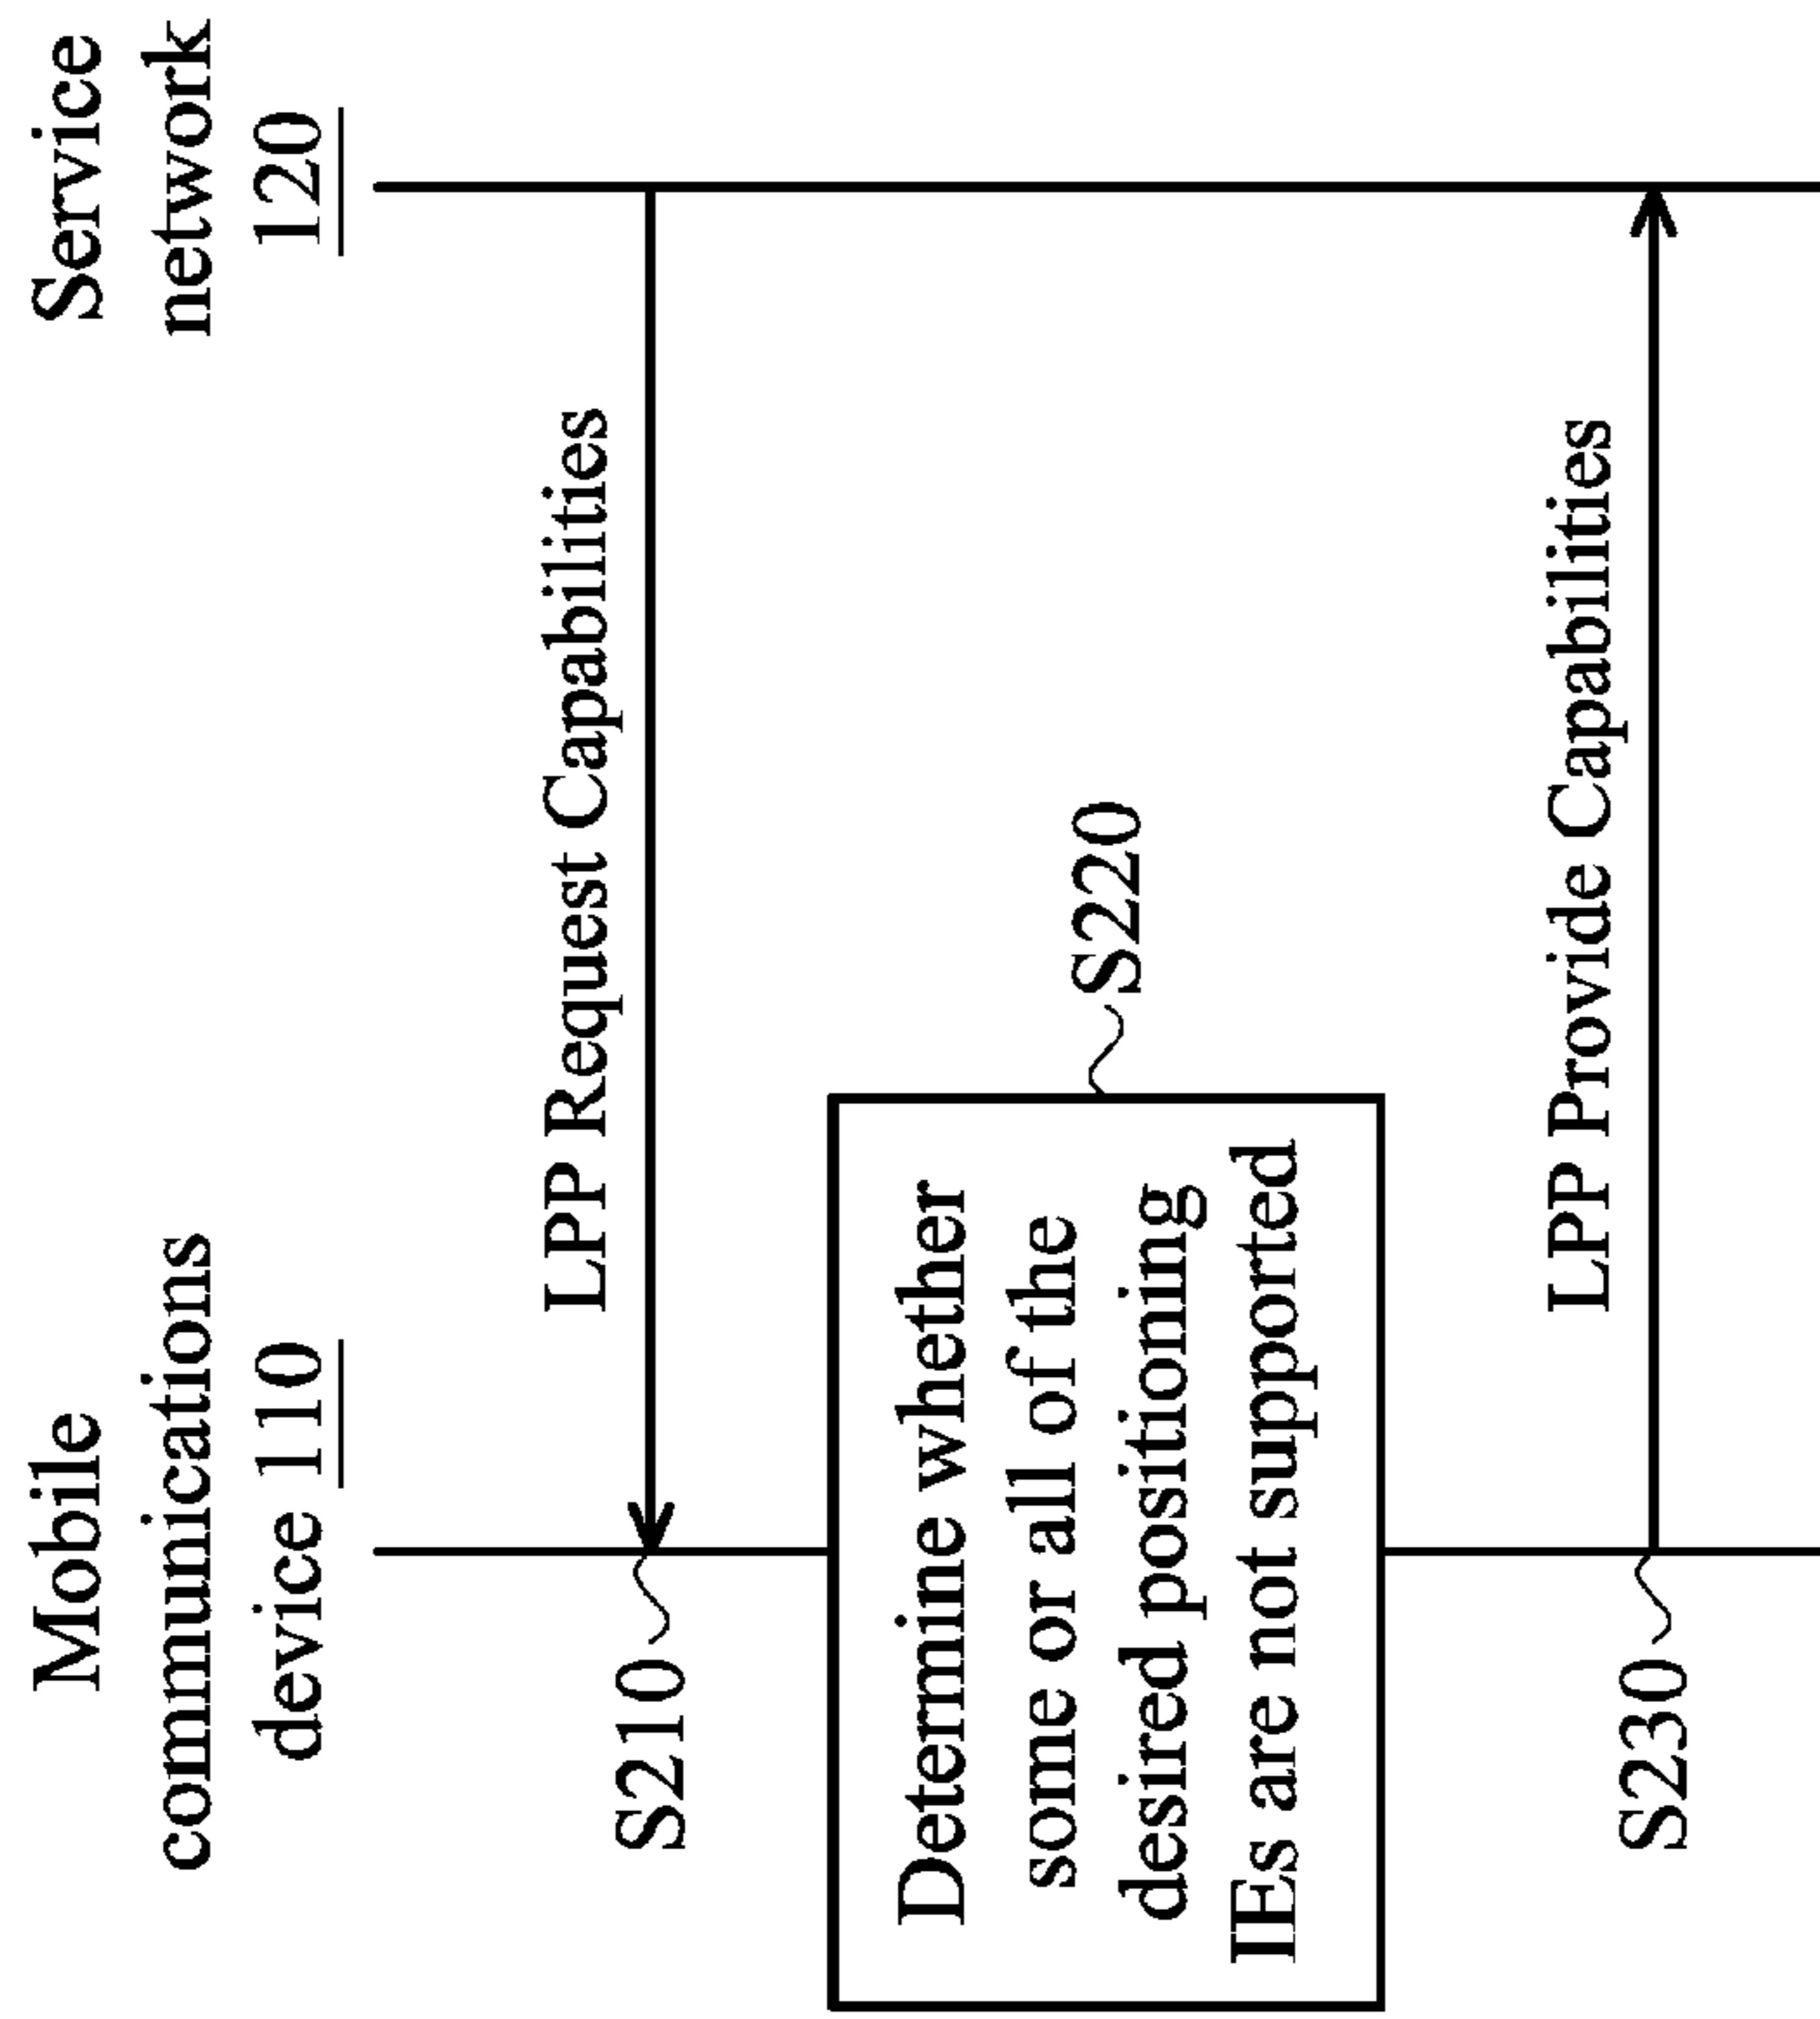 Mobile
communications
device 110
Service
network
120
LPP Request Capabilities
S210
Determine whether
some or all of the
desired positioning
IEs are not supported
S220
LPP Provide Capabilities
S230